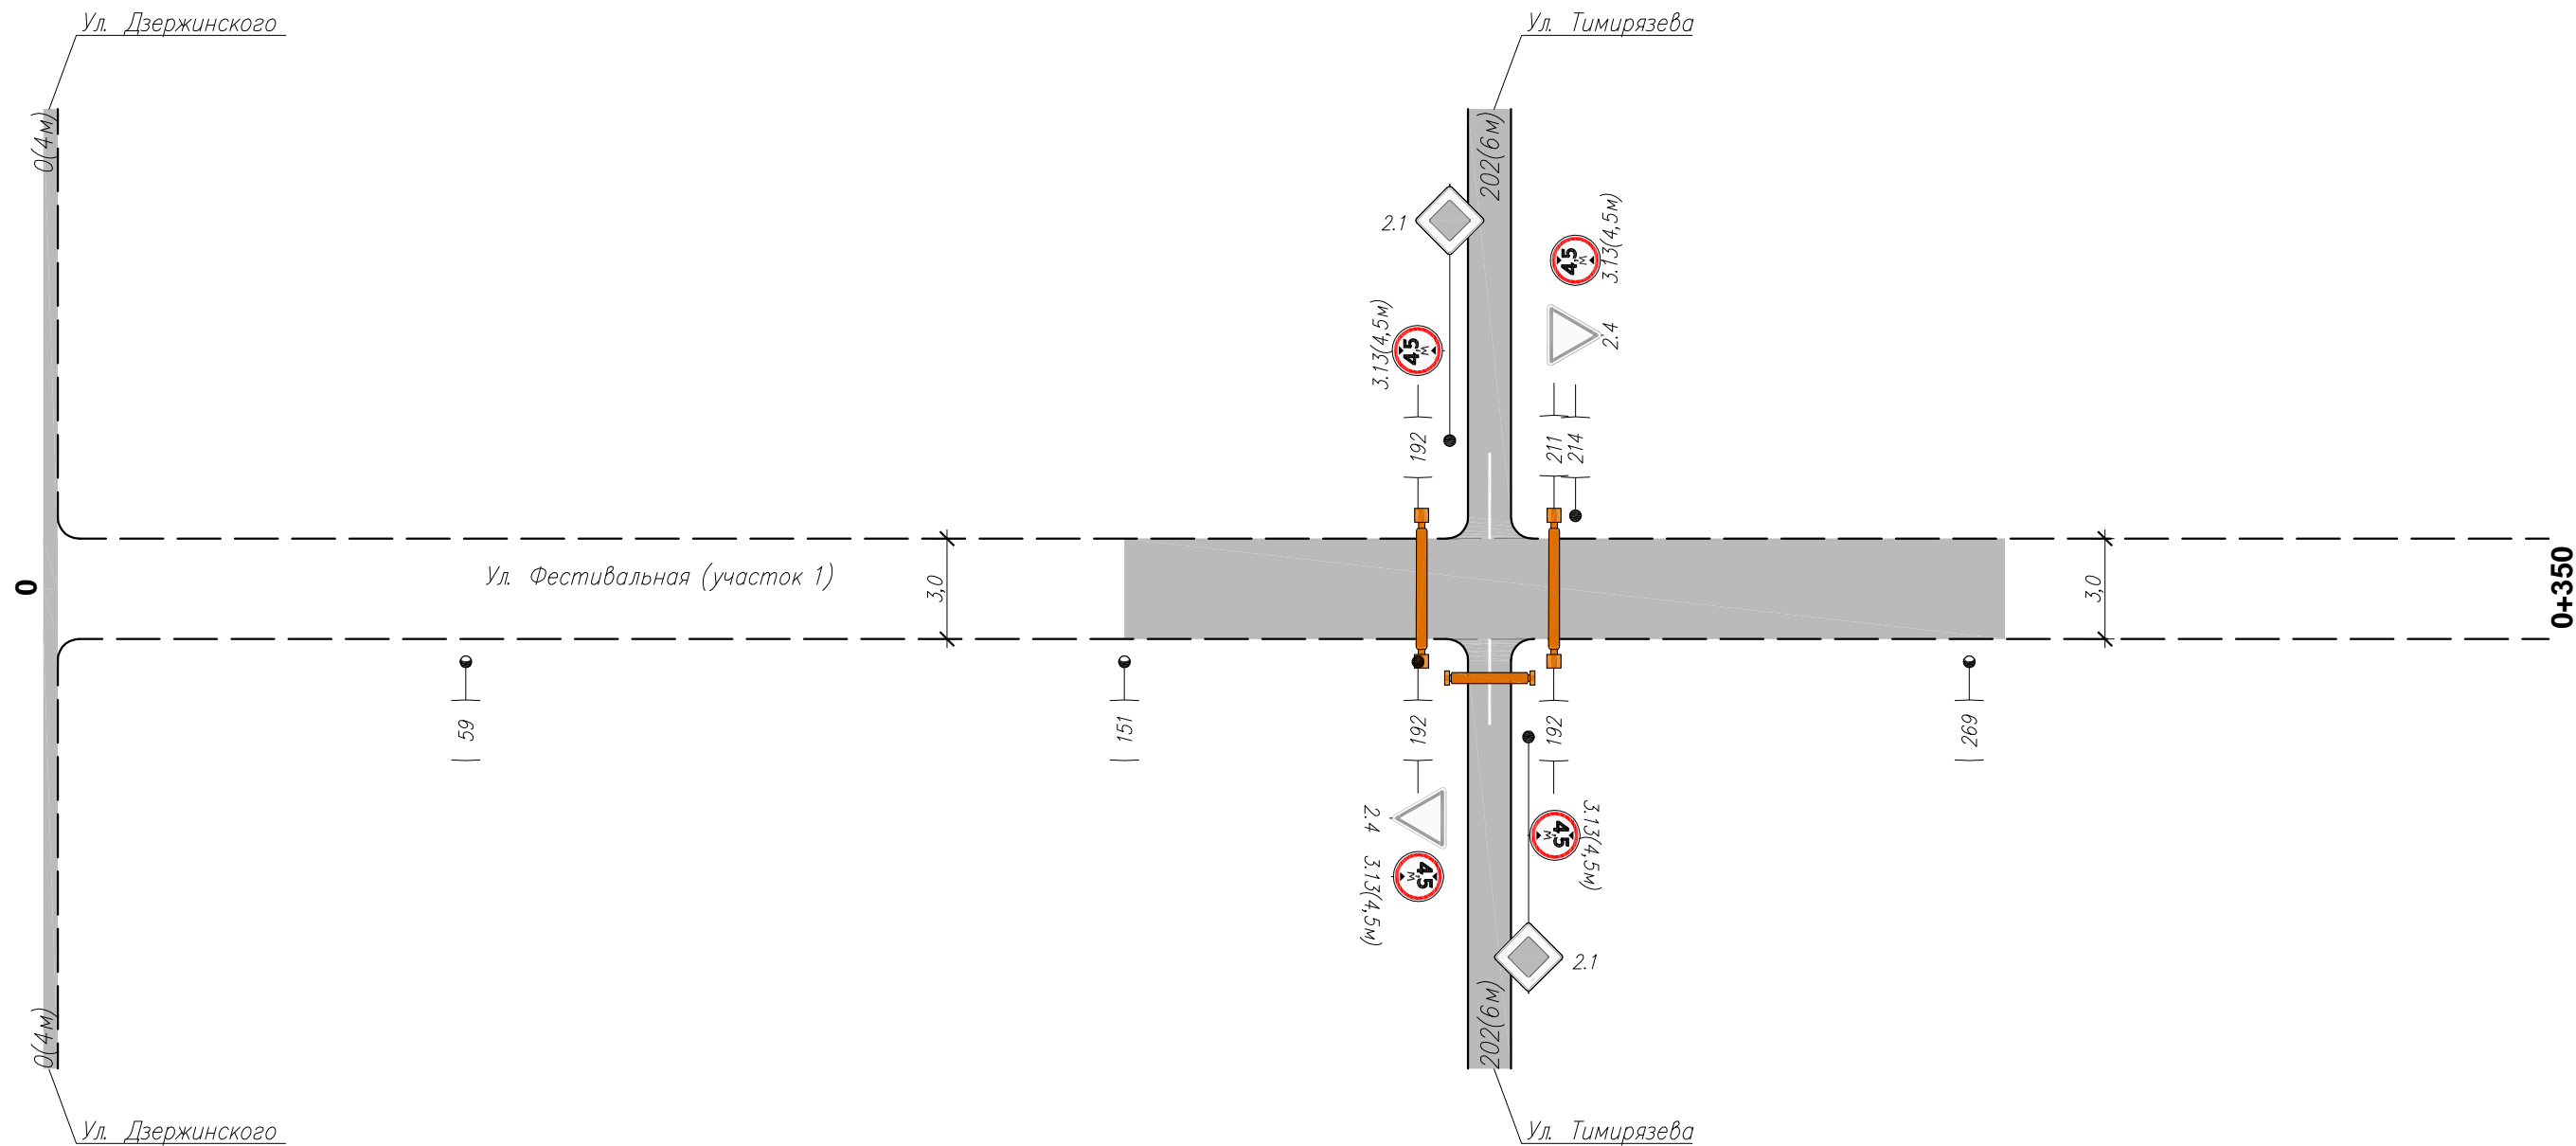 Ул. Дзержинского
Ул. Тимирязева
0(4м)
202(6м)
2.1
3.13(4,5м)
4,5
М
3.13(4,5м)
4,5
М
2.4
192
211
214
0
Ул. Фестивальная (участок 1)
3,0
3,0
0+350
59
151
192
192
269
2.4
3.13(4,5м)
4,5
М
3.13(4,5м)
4,5
М
2.1
0(4м)
202(6м)
Ул. Дзержинского
Ул. Тимирязева